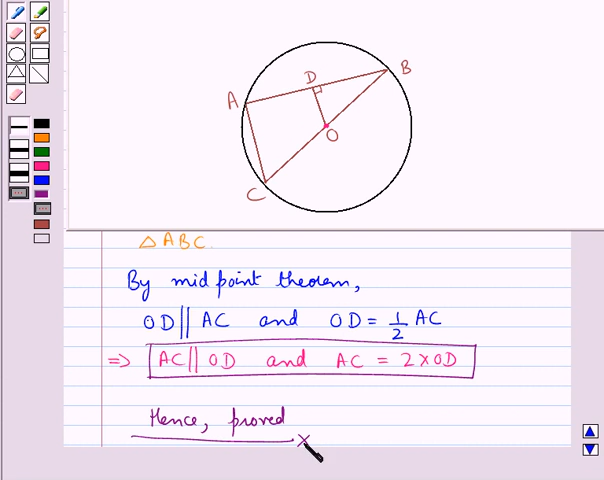 D
B
A
O
C
△ABC.
By midpoint theorem,
OD || AC and OD = 1/2 AC
=> AC || OD and AC = 2×OD
Hence, proved